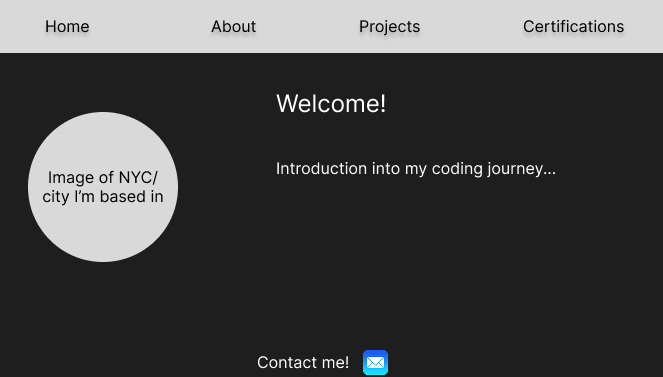 Home About Projects Certifications
Welcome!
Introduction into my coding journey...
Image of NYC/
city I’m based in
Contact me!